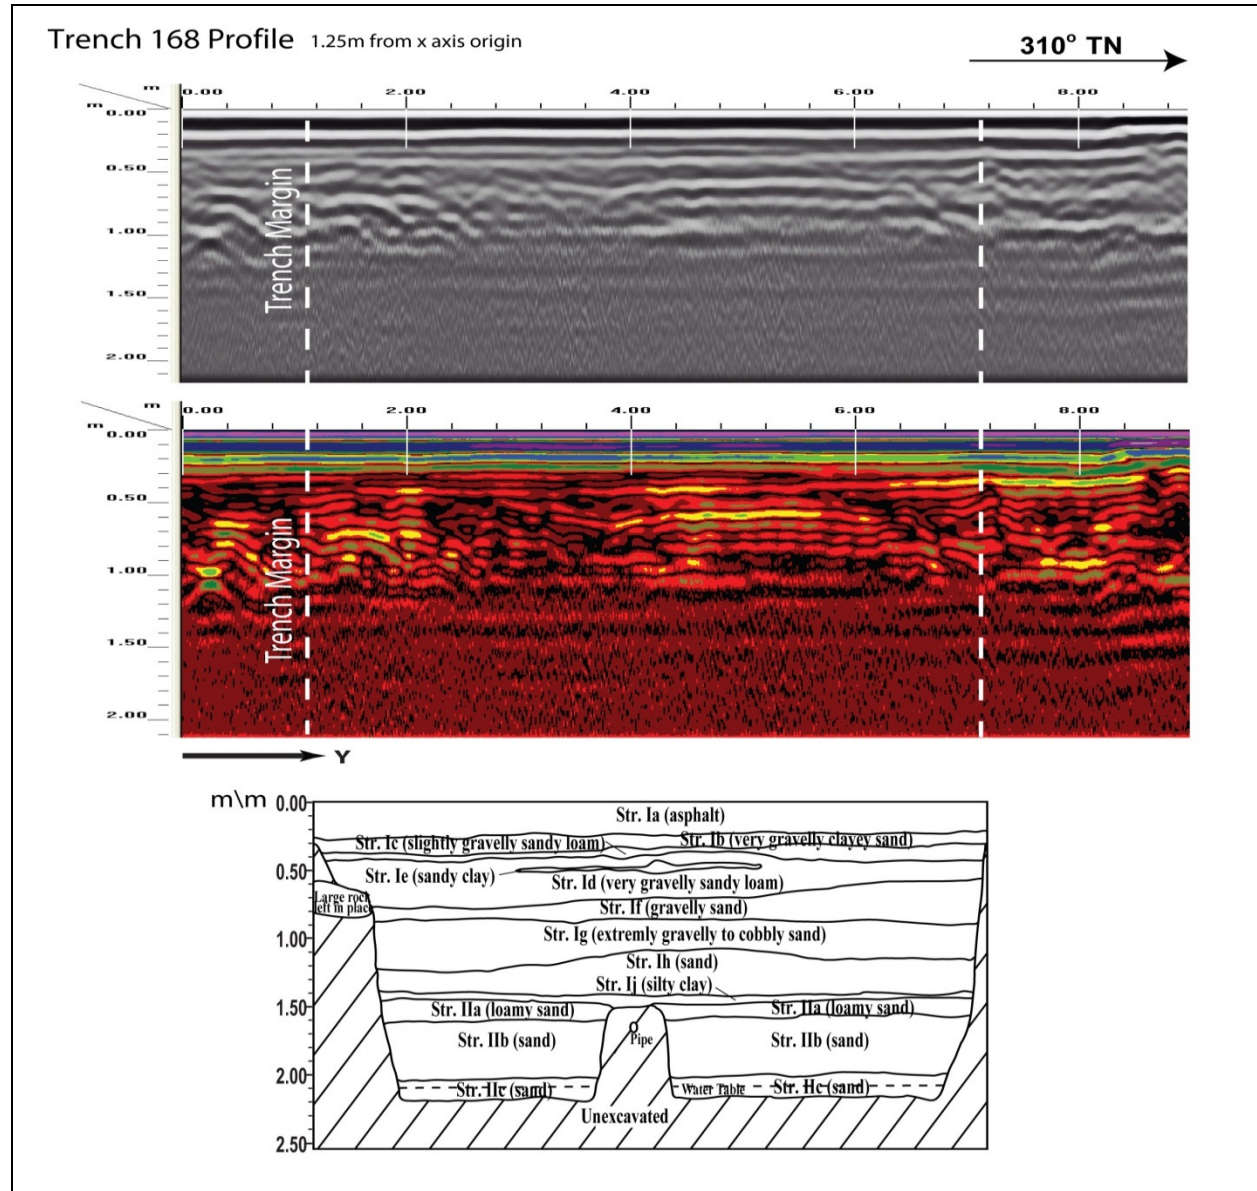 Trench 168 Profile 1.25m from x axis origin
310° TN
m 0.00 2.00 4.00 6.00 8.00
m
0.00
0.50
1.00
1.50
2.00
Trench Margin
m 0.00 2.00 4.00 6.00 8.00
m
0.00
0.50
1.00
1.50
2.00
Trench Margin
Y
m\m
0.00
0.50
1.00
1.50
2.00
2.50
Str. Ia (asphalt)
Str. Ic (slightly gravelly sandy loam)
Str. Ib (very gravelly clayey sand)
Str. Ie (sandy clay)
Str. Id (very gravelly sandy loam)
Large rock
left in place
Str. If (gravelly sand)
Str. Ig (extremly gravelly to cobbly sand)
Str. Ih (sand)
Str. Ij (silty clay)
Str. IIa (loamy sand)
Str. IIa (loamy sand)
Str. IIb (sand)
Pipe
Str. IIb (sand)
Str. IIc (sand)
Water Table
Str. IIc (sand)
Unexcavated